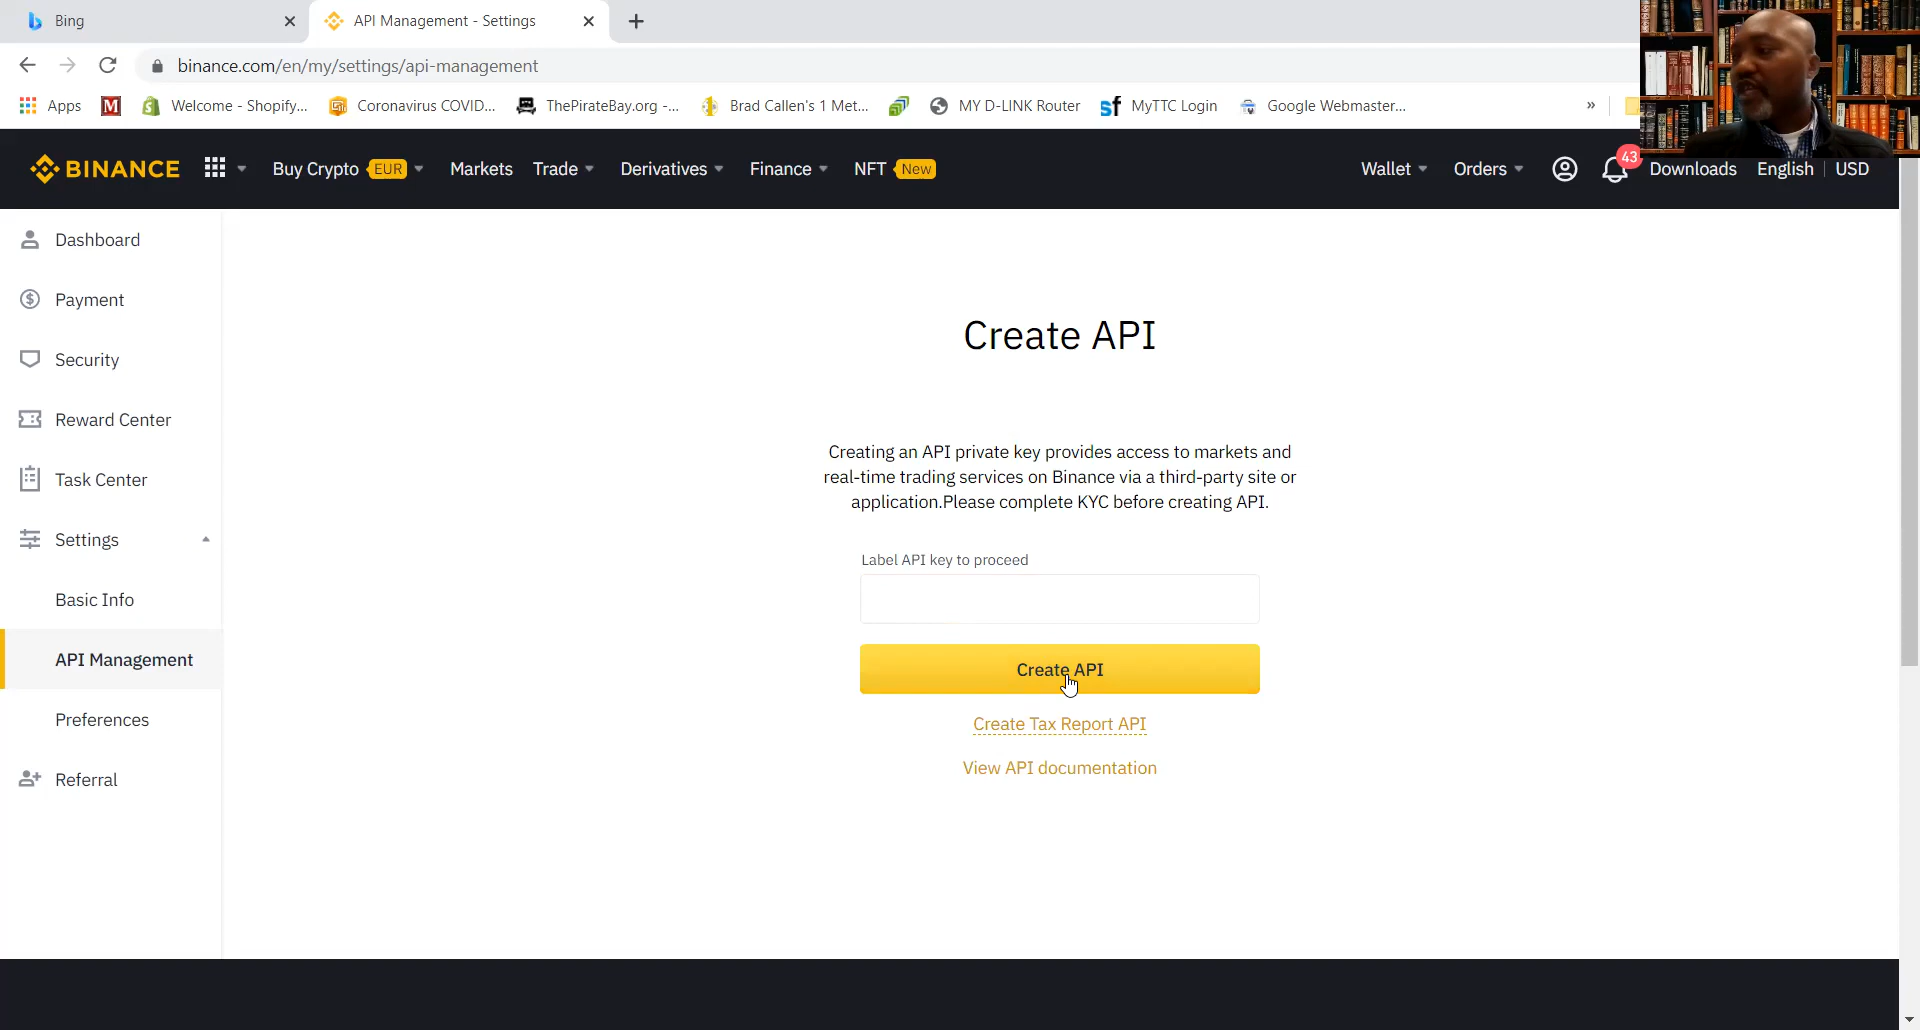 Bing
API Management - Settings
binance.com/en/my/settings/api-management
Apps
M
Welcome - Shopify...
Coronavirus COVID...
ThePirateBay.org -...
Brad Callen's 1 Met...
MY D-LINK Router
sf
MyTTC Login
Google Webmaster...
»
BINANCE
Buy Crypto
EUR
Markets
Trade
Derivatives
Finance
NFT
New
Wallet
Orders
43
Downloads
English
USD
Dashboard
Payment
Security
Reward Center
Task Center
Settings
Basic Info
API Management
Preferences
Referral
Create API
Creating an API private key provides access to markets and
real-time trading services on Binance via a third-party site or
application.Please complete KYC before creating API.
Label API key to proceed
Create API
Create Tax Report API
View API documentation